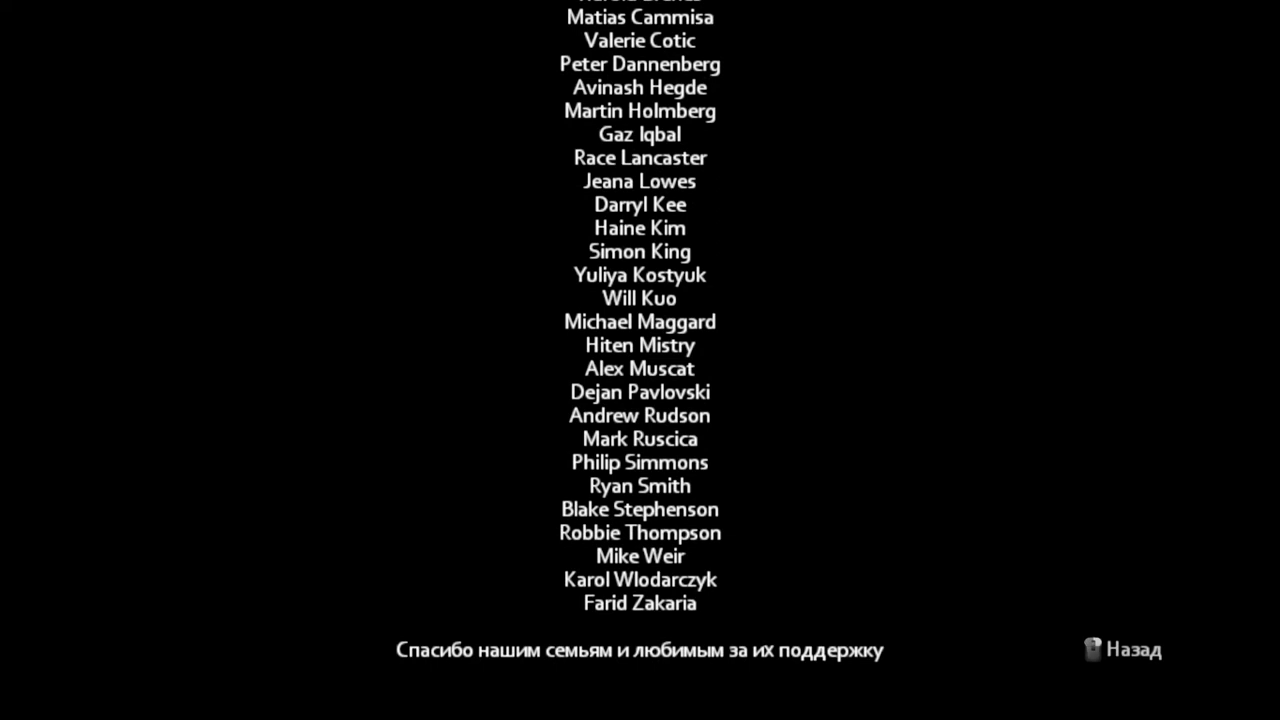 Matias Cammisa
Valerie Cotic
Peter Dannenberg
Avinash Hegde
Martin Holmberg
Gaz Iqbal
Race Lancaster
Jeana Lowes
Darryl Kee
Haine Kim
Simon King
Yuliya Kostyuk
Will Kuo
Michael Maggard
Hiten Mistry
Alex Muscat
Dejan Pavlovski
Andrew Rudson
Mark Ruscica
Philip Simmons
Ryan Smith
Blake Stephenson
Robbie Thompson
Mike Weir
Karol Wlodarczyk
Farid Zakaria
Спасибо нашим семьям и любимым за их поддержку
Назад